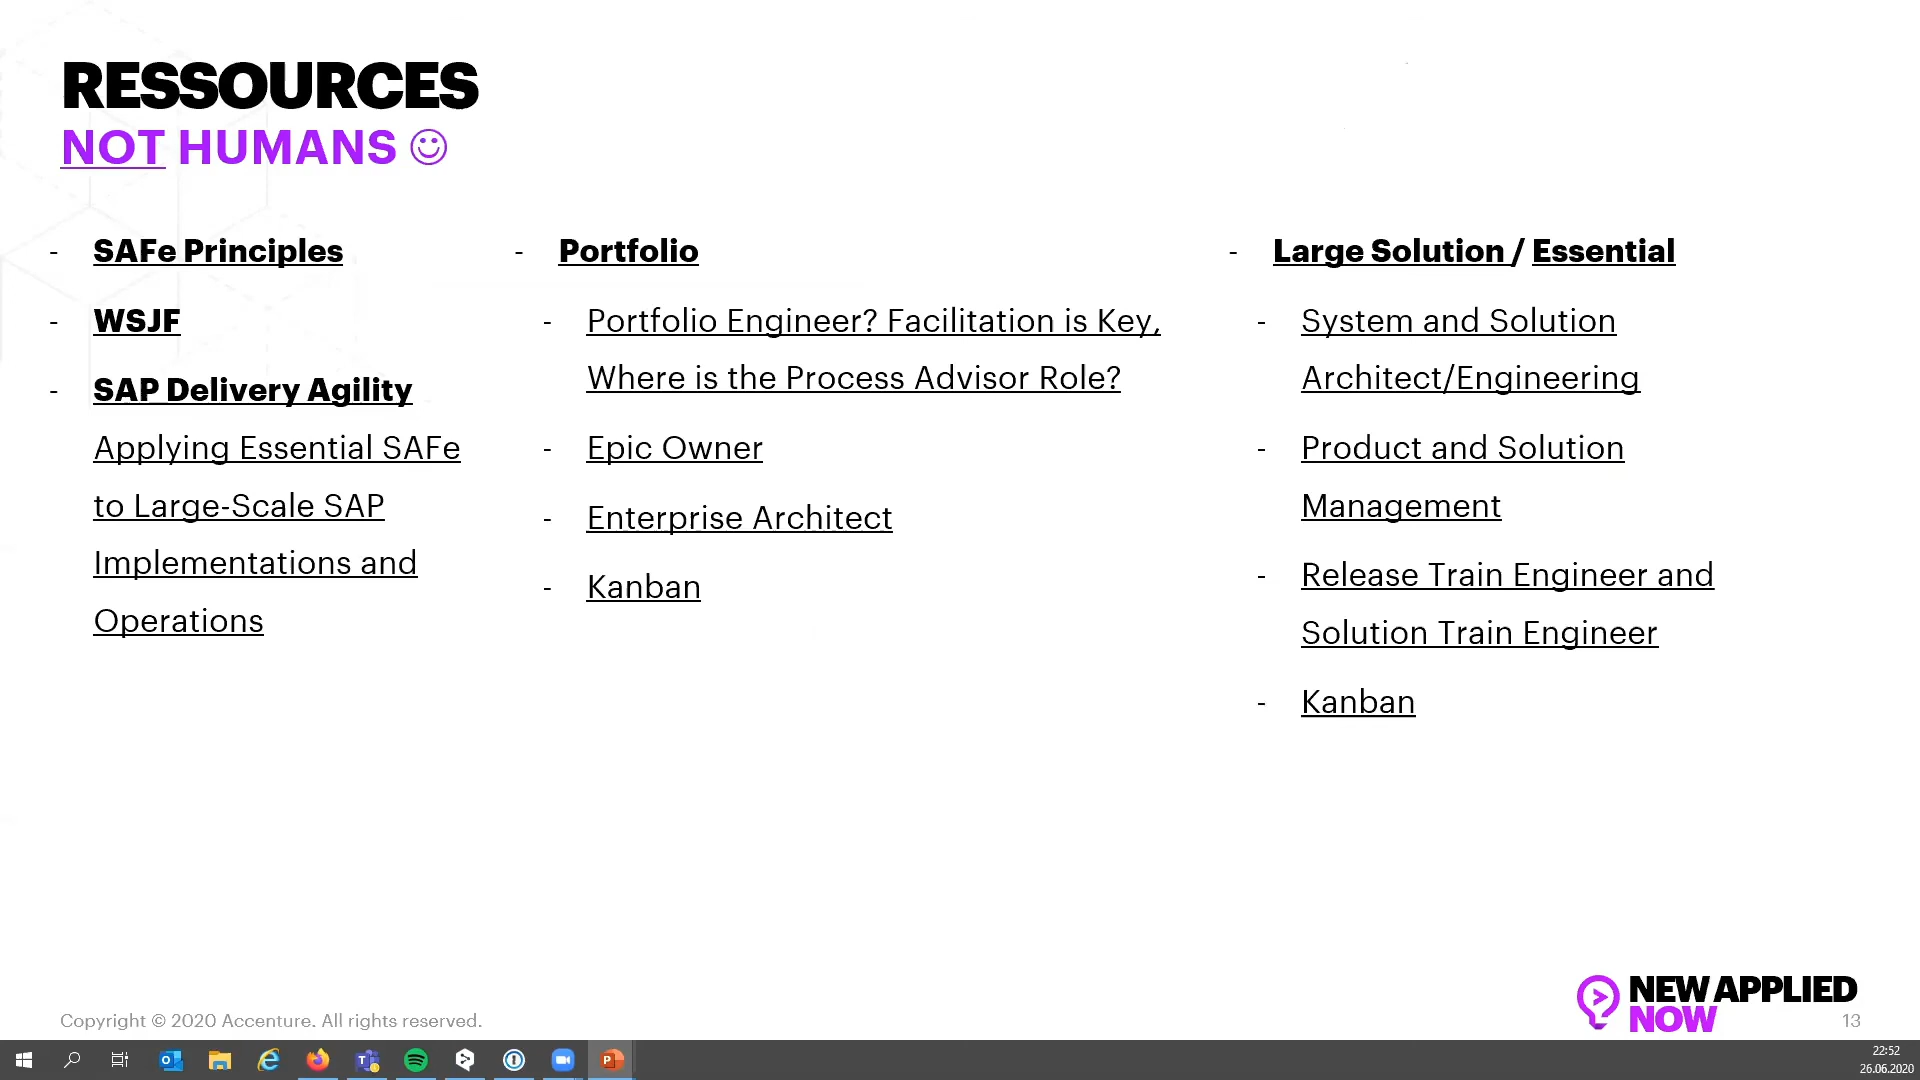 RESSOURCES
NOT HUMANS
- SAFe Principles
- WSJF
- SAP Delivery Agility
Applying Essential SAFe
to Large-Scale SAP
Implementations and
Operations
- Portfolio
- Portfolio Engineer? Facilitation is Key,
Where is the Process Advisor Role?
- Epic Owner
- Enterprise Architect
- Kanban
- Large Solution / Essential
- System and Solution
Architect/Engineering
- Product and Solution
Management
- Release Train Engineer and
Solution Train Engineer
- Kanban
Copyright © 2020 Accenture. All rights reserved.
NEW APPLIED
NOW
13
22:52
26.06.2020